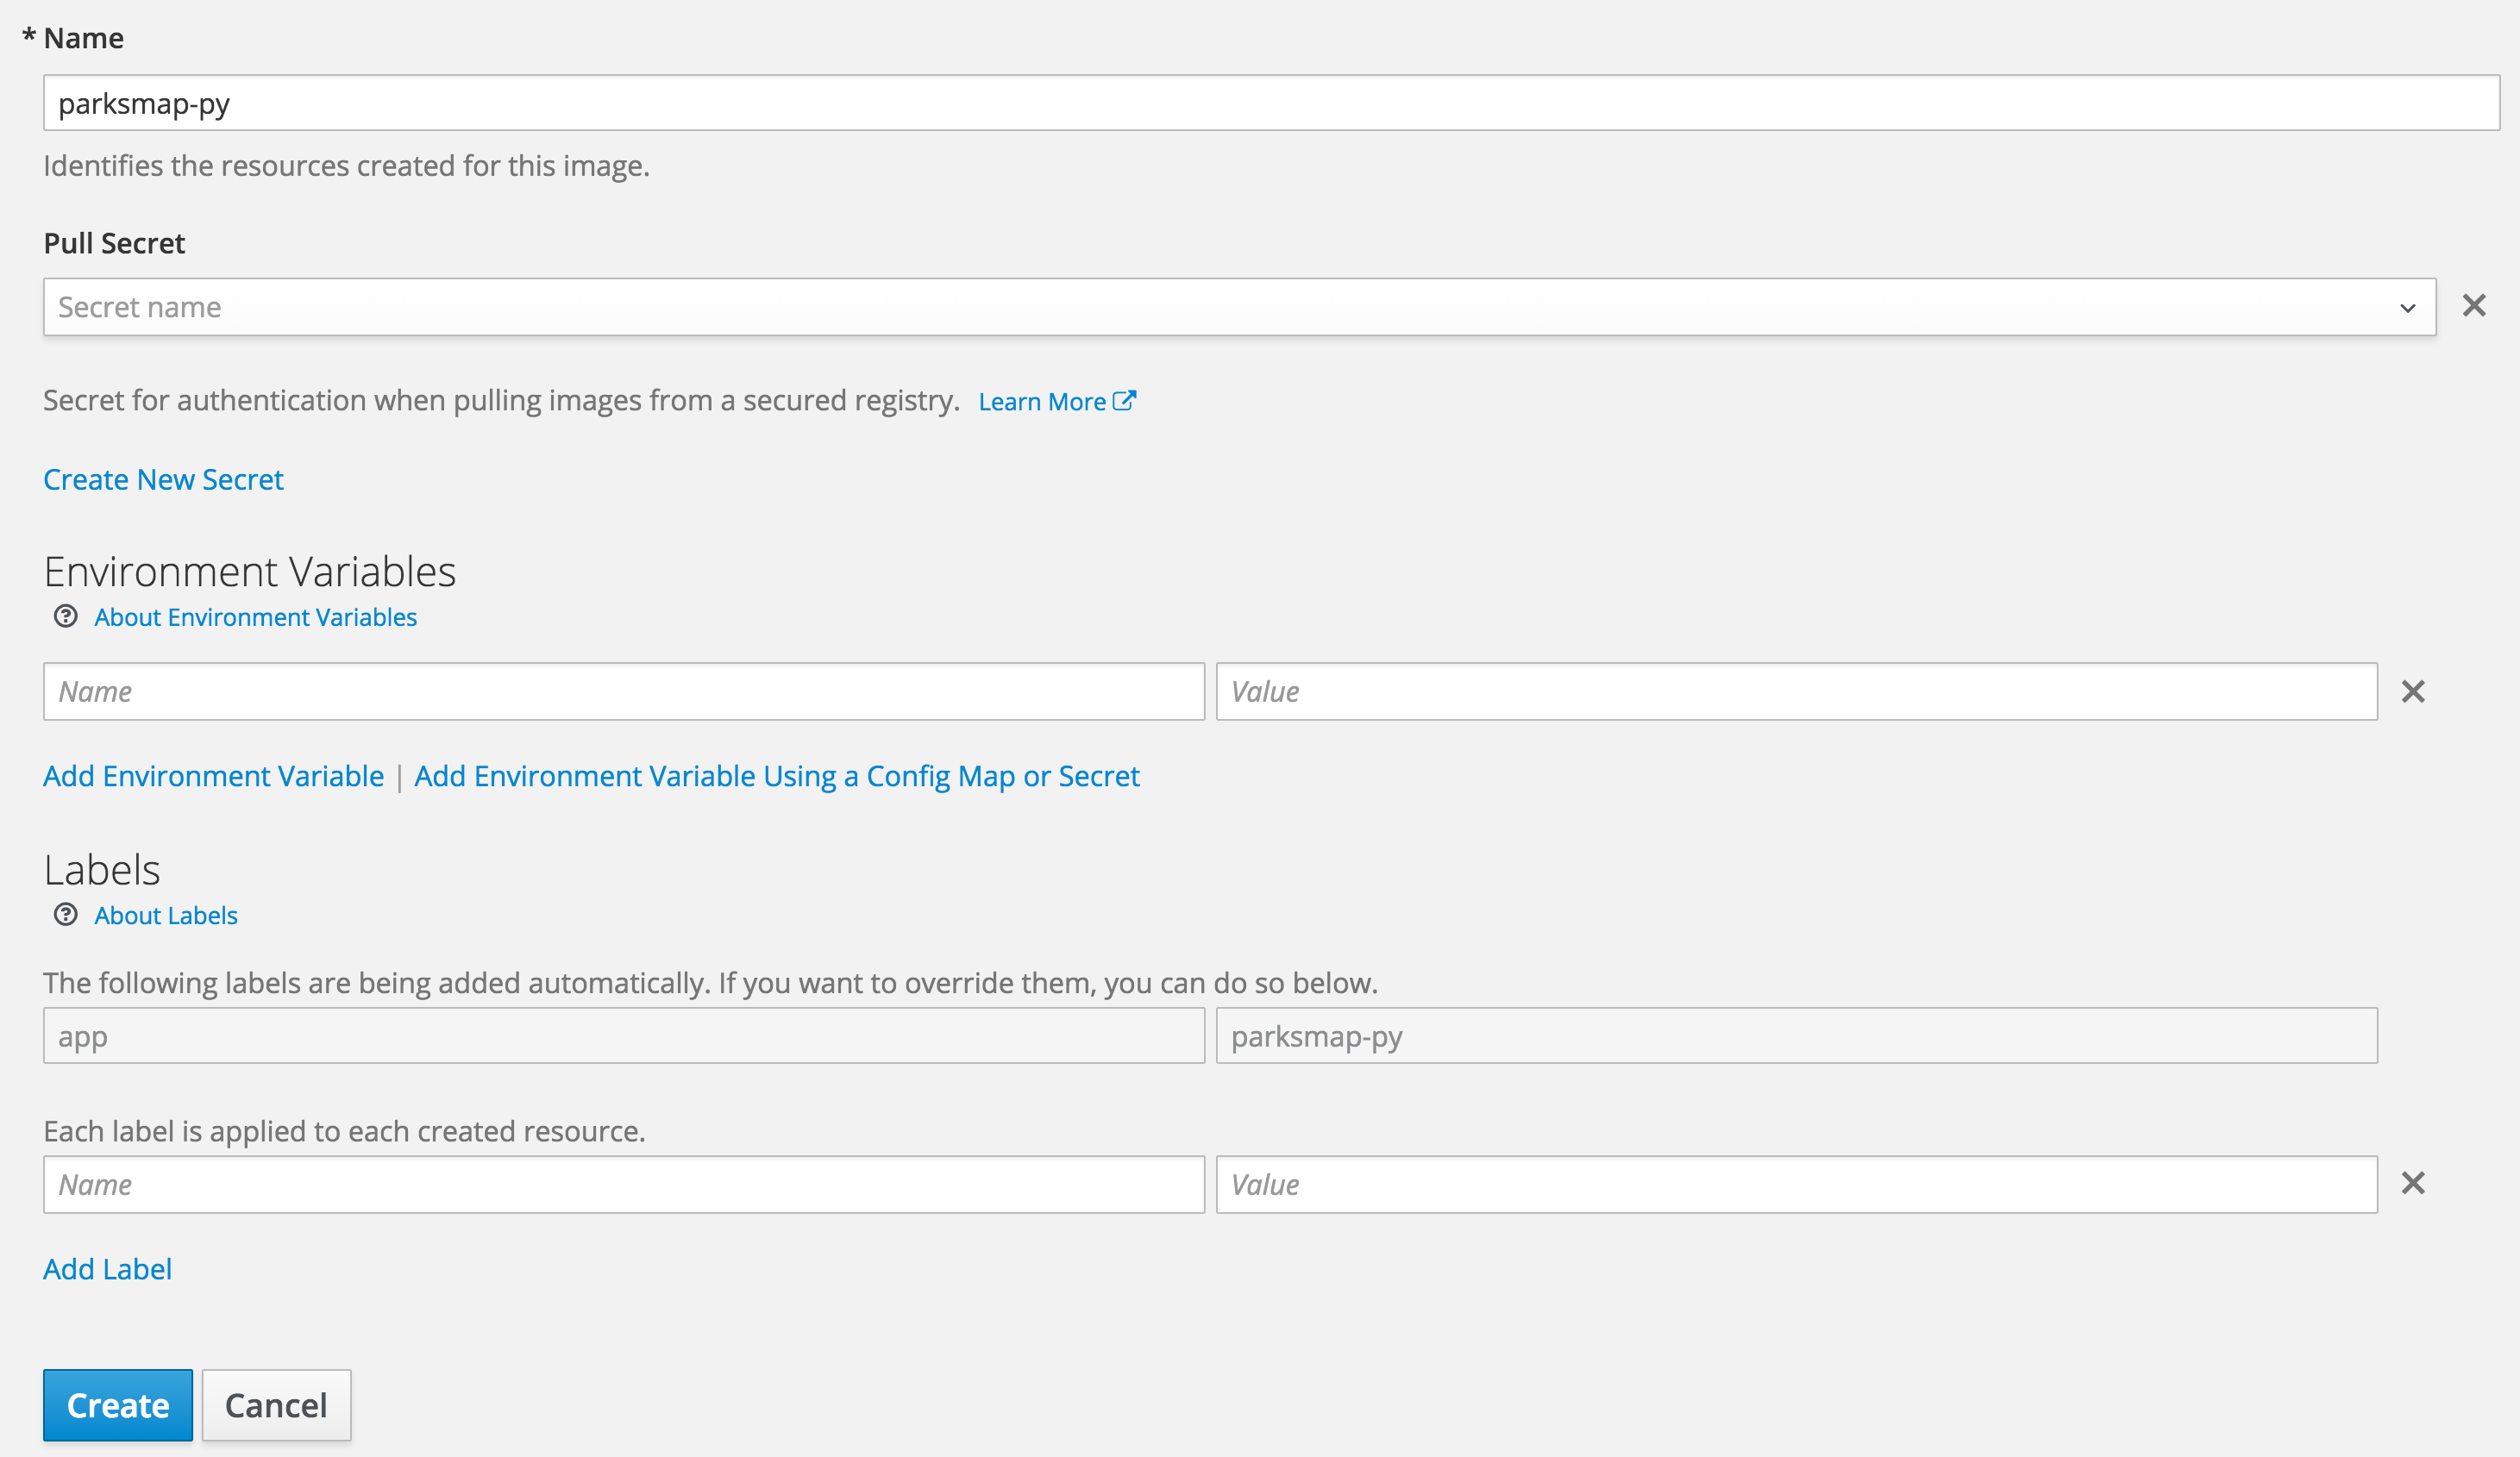 * Name
parksmap-py
Identifies the resources created for this image.
Pull Secret
Secret name
Secret for authentication when pulling images from a secured registry. Learn More
Create New Secret
Environment Variables
About Environment Variables
Name Value
Add Environment Variable | Add Environment Variable Using a Config Map or Secret
Labels
About Labels
The following labels are being added automatically. If you want to override them, you can do so below.
app parksmap-py
Each label is applied to each created resource.
Name Value
Add Label
Create Cancel